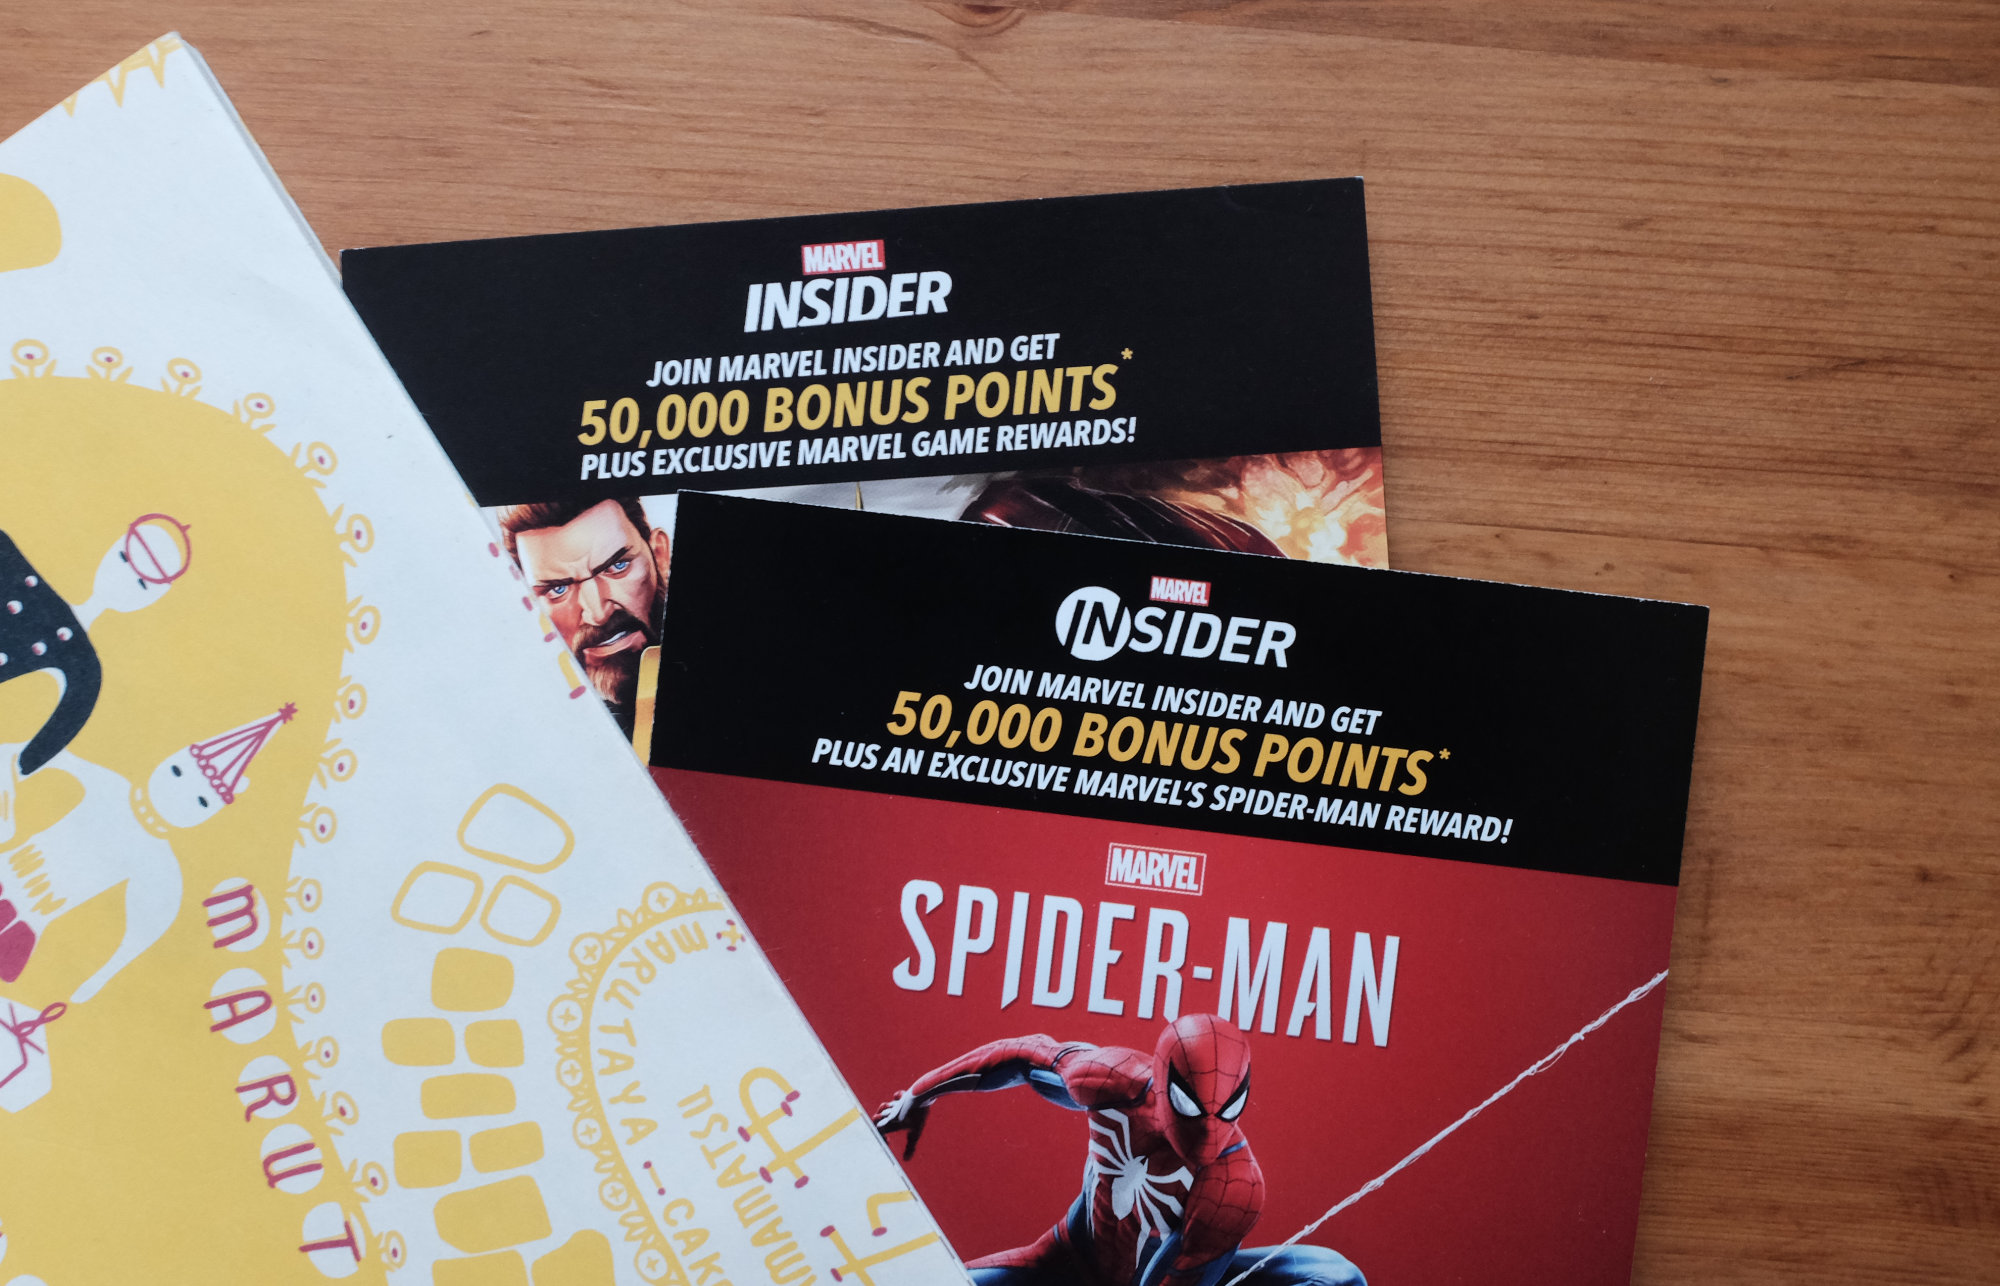 MARVEL
INSIDER
JOIN MARVEL INSIDER AND GET
50,000 BONUS POINTS*
PLUS EXCLUSIVE MARVEL GAME REWARDS!
MARVEL
INSIDER
JOIN MARVEL INSIDER AND GET
50,000 BONUS POINTS*
PLUS AN EXCLUSIVE MARVEL'S SPIDER-MAN REWARD!
MARVEL
SPIDER-MAN
MARUT
MARUTAYA-CAK
MAMATSU